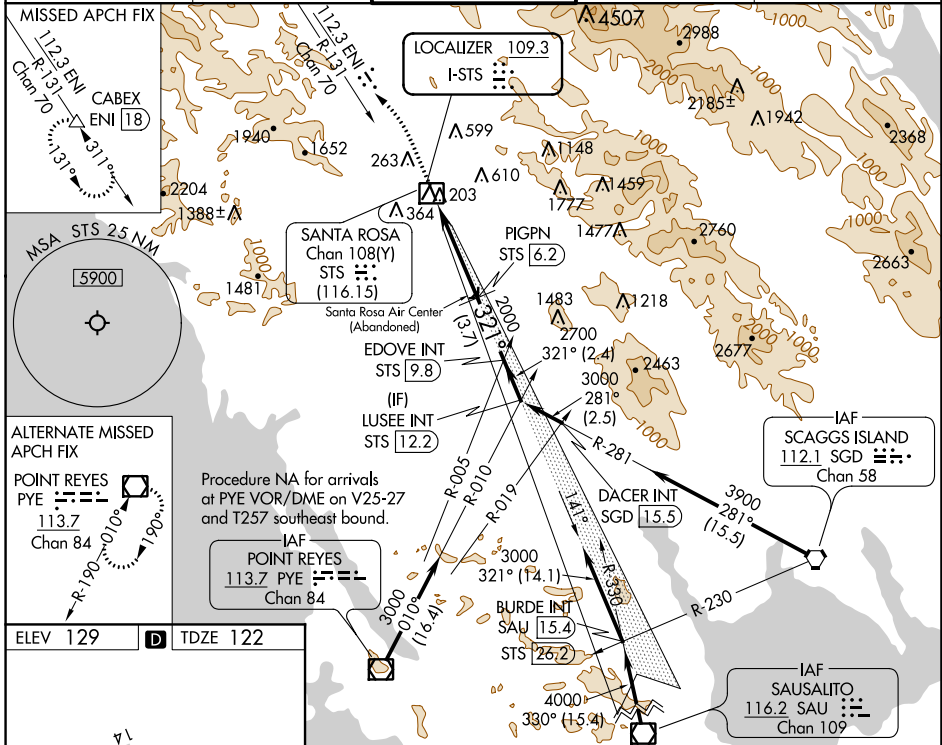 MISSED APCH FIX
112.3 ENI
R-131
Chan 70
CABEX
ENI 18
131°
311°
112.3 ENI
R-131
Chan 70
LOCALIZER 109.3
I-STS
4507
2988
1000
2000
1000
2185±
1942
1000
2368
1940
1652
599
263
610
1148
1459
1777
1477
2760
1000
2663
2204
1388±
203
364
MSA STS 25 NM
5900
1000
1481
SANTA ROSA
Chan 108(Y)
STS
(116.15)
PIGPN
STS 6.2
Santa Rosa Air Center
(Abandoned)
2000
321°
(3.7)
1483
2700
1218
2000
1000
2677
1000
EDOVE INT
STS 9.8
321° (2.4)
2463
1000
(IF)
LUSEE INT
STS 12.2
3000
281°
(2.5)
R-281
ALTERNATE MISSED
APCH FIX
POINT REYES
PYE
113.7
Chan 84
010°
190°
R-190
Procedure NA for arrivals
at PYE VOR/DME on V25-27
and T257 southeast bound.
IAF
POINT REYES
113.7 PYE
Chan 84
R-005
R-010
R-019
3000
010°
(16.4)
141°
R-330
DACER INT
SGD 15.5
3900
281°
(15.5)
IAF
SCAGGS ISLAND
112.1 SGD
Chan 58
3000
321° (14.1)
BURDE INT
SAU 15.4
STS 26.2
R-230
4000
330° (15.4)
IAF
SAUSALITO
116.2 SAU
Chan 109
ELEV 129 D TDZE 122
14